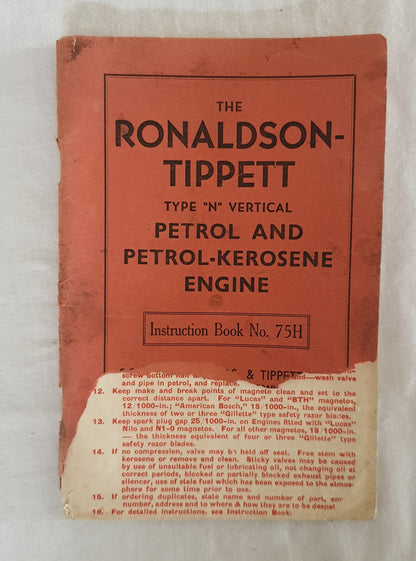 THE
RONALDSON-
TIPPETT
TYPE "N" VERTICAL
PETROL AND
PETROL-KEROSENE
ENGINE
Instruction Book No. 75H
& TIPPETT
screw bottom half end—wash valve
and pipe in petrol, and replace.
12. Keep make and break points of magneto clean and set to the
correct distance apart. For "Lucas" and "BTH" magnetos,
12/1000-in.; "American Bosch," 18/1000-in., the equivalent
thickness of two or three "Gillette" type safety razor blades.
13. Keep spark plug gap 25/1000-in. on Engines fitted with "Lucas"
Nilo and N1-0 magnetos. For all other magnetos, 18/1000-in.
— the thickness equivalent of four or three "Gillette" type
safety razor blades.
14. If no compression, valve may be held off seat. Free stem with
kerosene or remove and clean. Sticky valves may be caused
by use of unsuitable fuel or lubricating oil, not changing oil at
correct periods, blocked or partially blocked exhaust pipes or
silencer, use of stale fuel which has been exposed to the atmos-
phere for some time prior to use.
15. If ordering duplicates, state name and number of part, eng
number, address and to where & how they are to be despat
16. For detailed instructions, see Instruction Book.